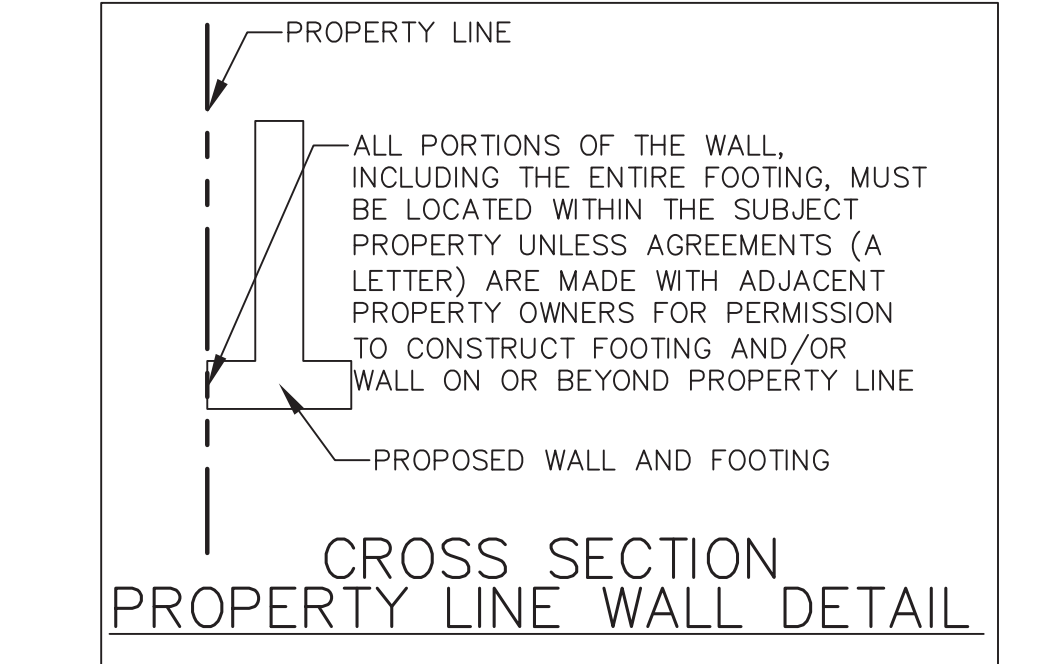 PROPERTY LINE
ALL PORTIONS OF THE WALL,
INCLUDING THE ENTIRE FOOTING, MUST
BE LOCATED WITHIN THE SUBJECT
PROPERTY UNLESS AGREEMENTS (A
LETTER) ARE MADE WITH ADJACENT
PROPERTY OWNERS FOR PERMISSION
TO CONSTRUCT FOOTING AND/OR
WALL ON OR BEYOND PROPERTY LINE
PROPOSED WALL AND FOOTING
CROSS SECTION
PROPERTY LINE WALL DETAIL